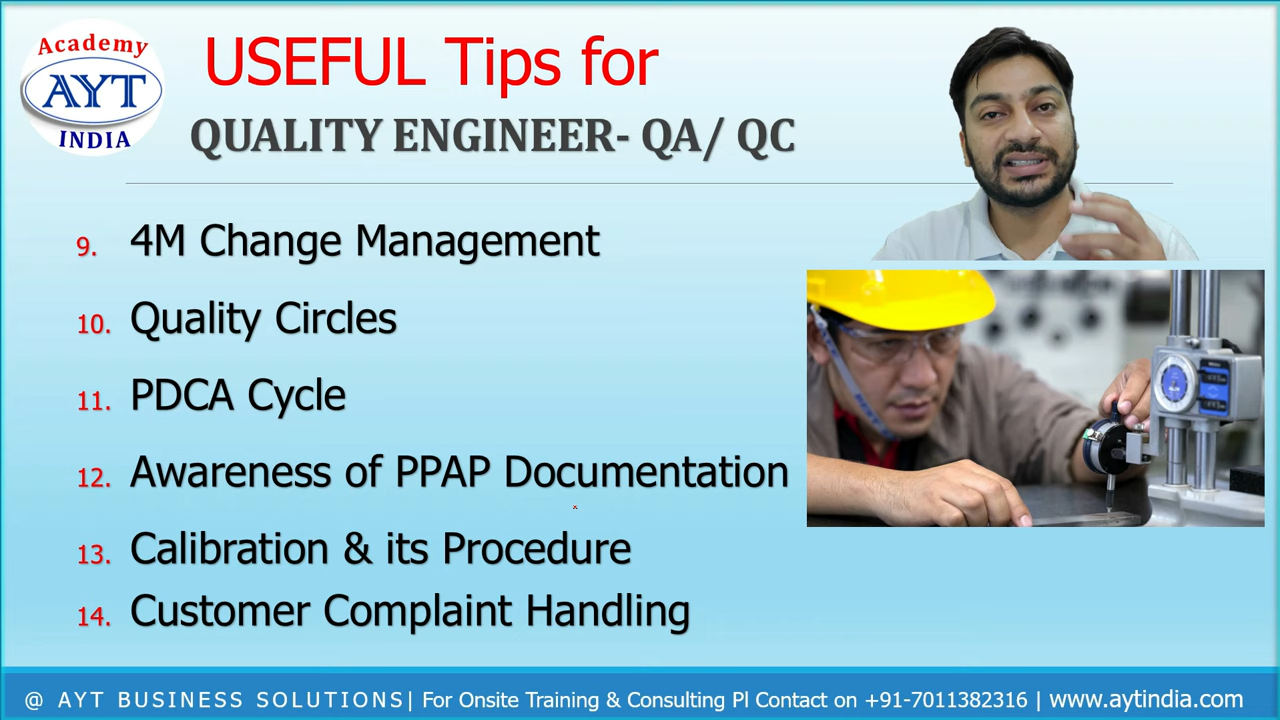 Academy
AYT
INDIA
USEFUL Tips for
QUALITY ENGINEER- QA/ QC
9. 4M Change Management
10. Quality Circles
11. PDCA Cycle
12. Awareness of PPAP Documentation
13. Calibration & its Procedure
14. Customer Complaint Handling
@ AYT BUSINESS SOLUTIONS| For Onsite Training & Consulting Pl Contact on +91-7011382316 | www.aytindia.com